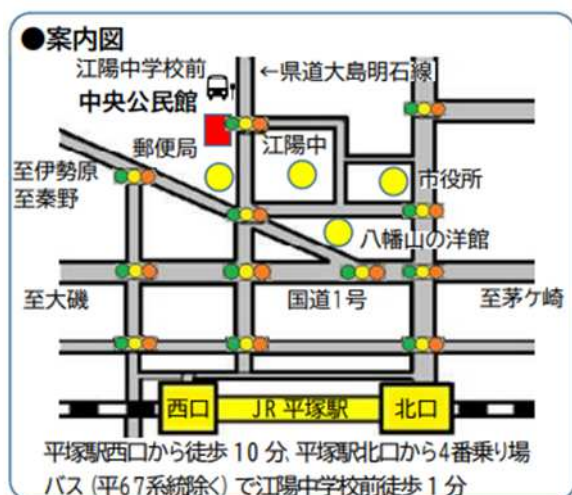 ●案内図
江陽中学校前
←県道大島明石線
中央公民館
郵便局
江陽中
至伊勢原
至秦野
市役所
八幡山の洋館
至大磯
国道1号
至茅ケ崎
西口
JR 平塚駅
北口
平塚駅西口から徒歩 10 分、平塚駅北口から4番乗り場
バス (平67系統除く) で江陽中学校前徒歩 1 分